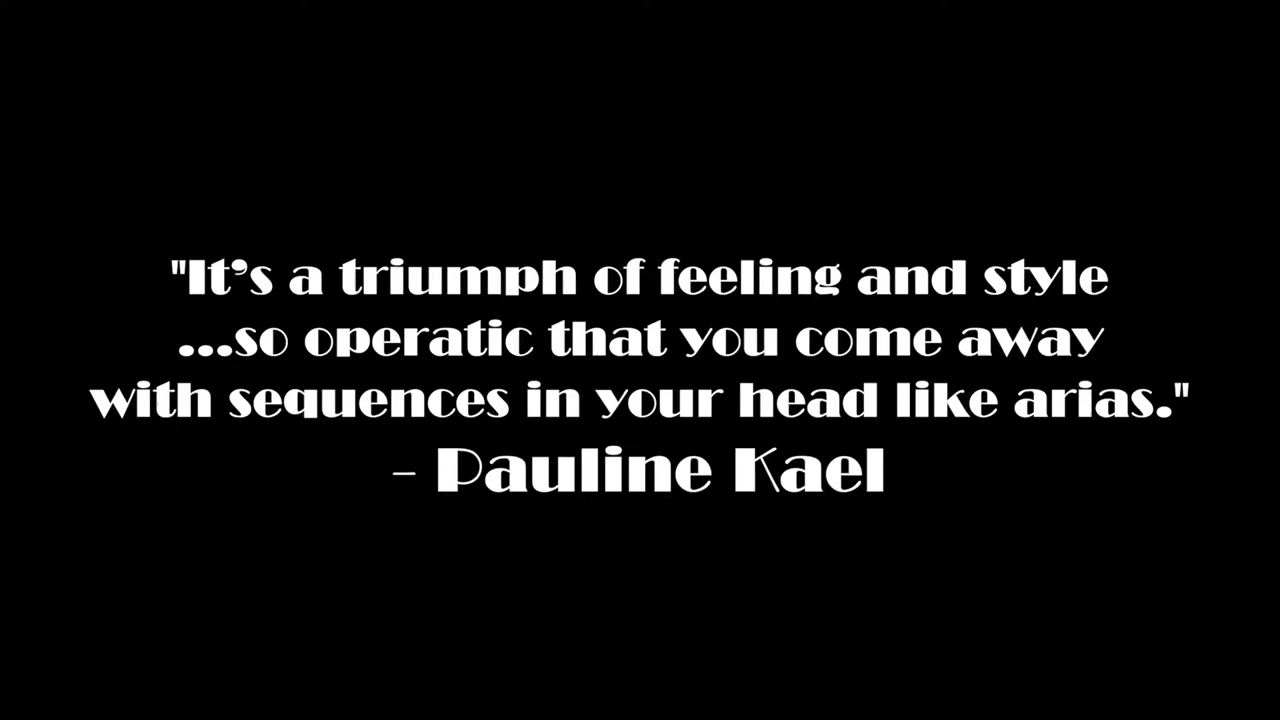 "It’s a triumph of feeling and style
...so operatic that you come away
with sequences in your head like arias."
- Pauline Kael